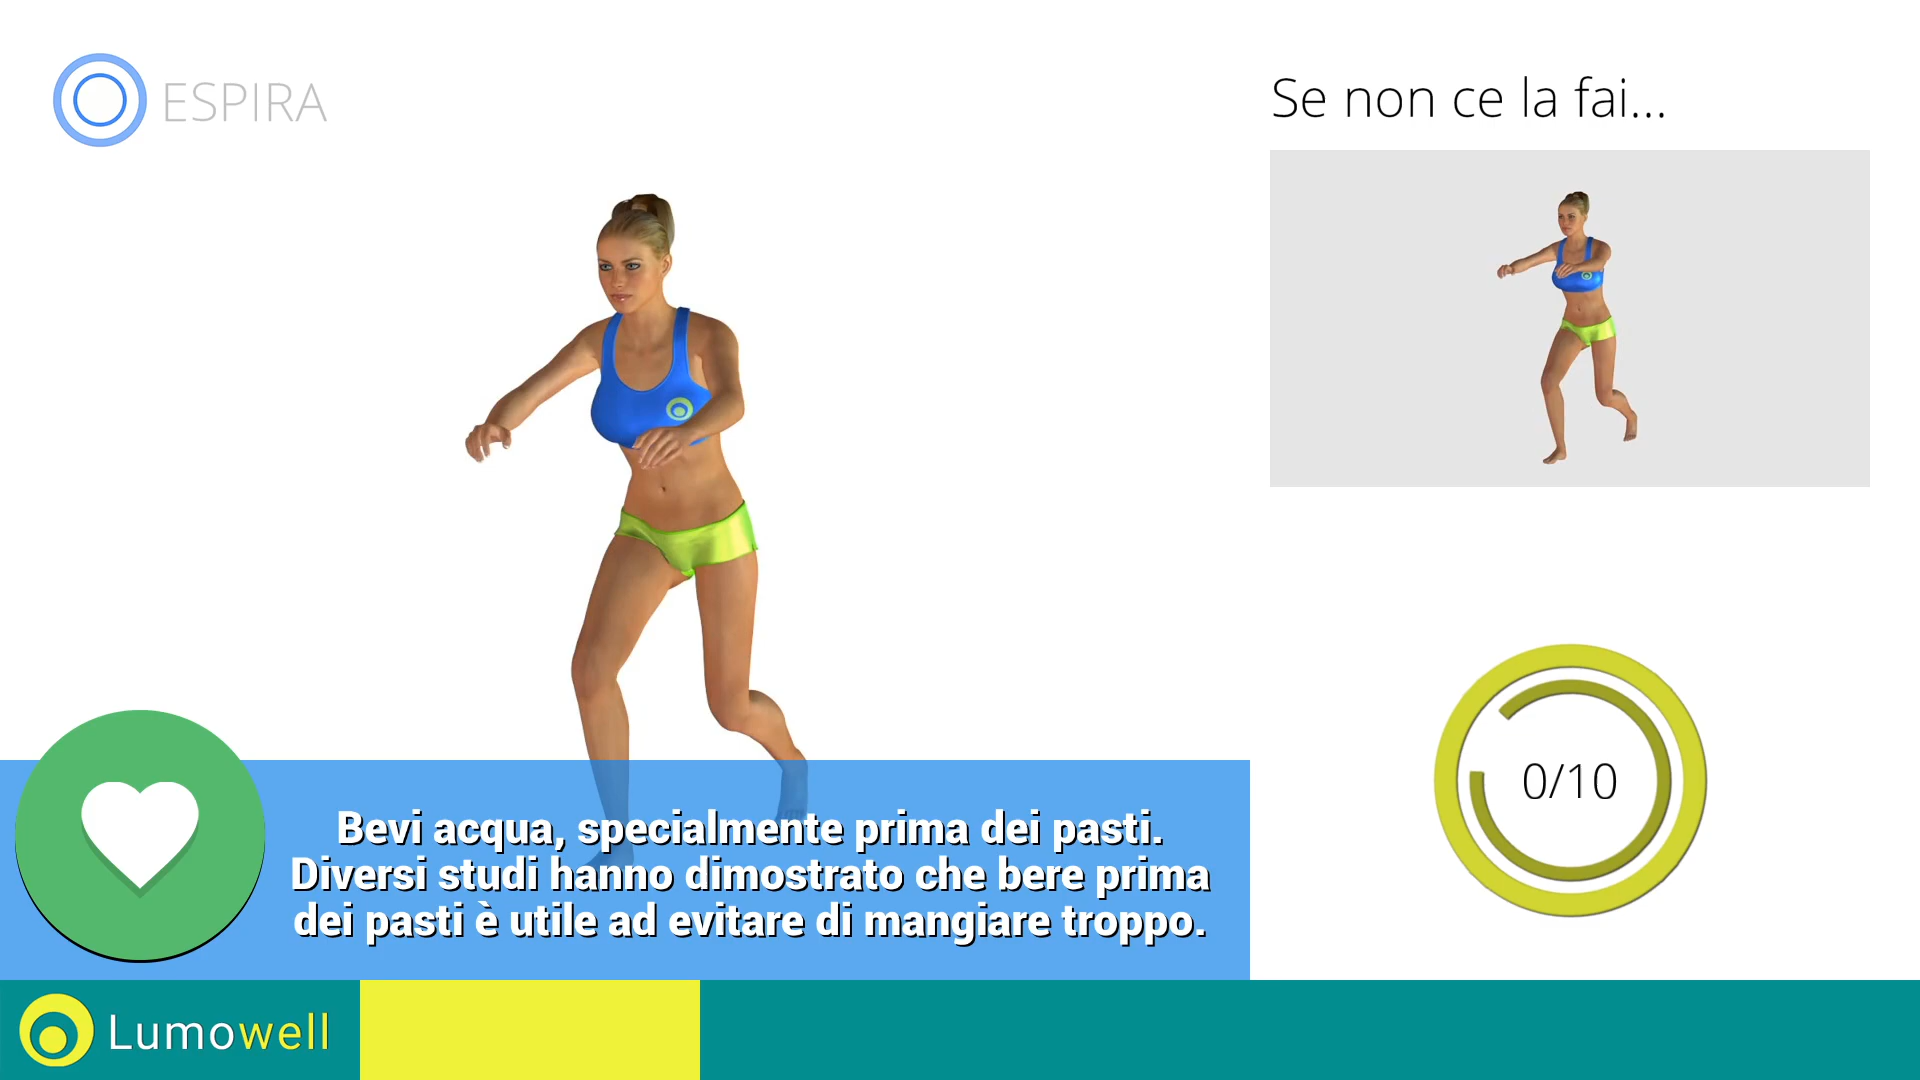 ESPIRA
Se non ce la fai...
0/10
Bevi acqua, specialmente prima dei pasti.
Diversi studi hanno dimostrato che bere prima
dei pasti è utile ad evitare di mangiare troppo.
Lumowell